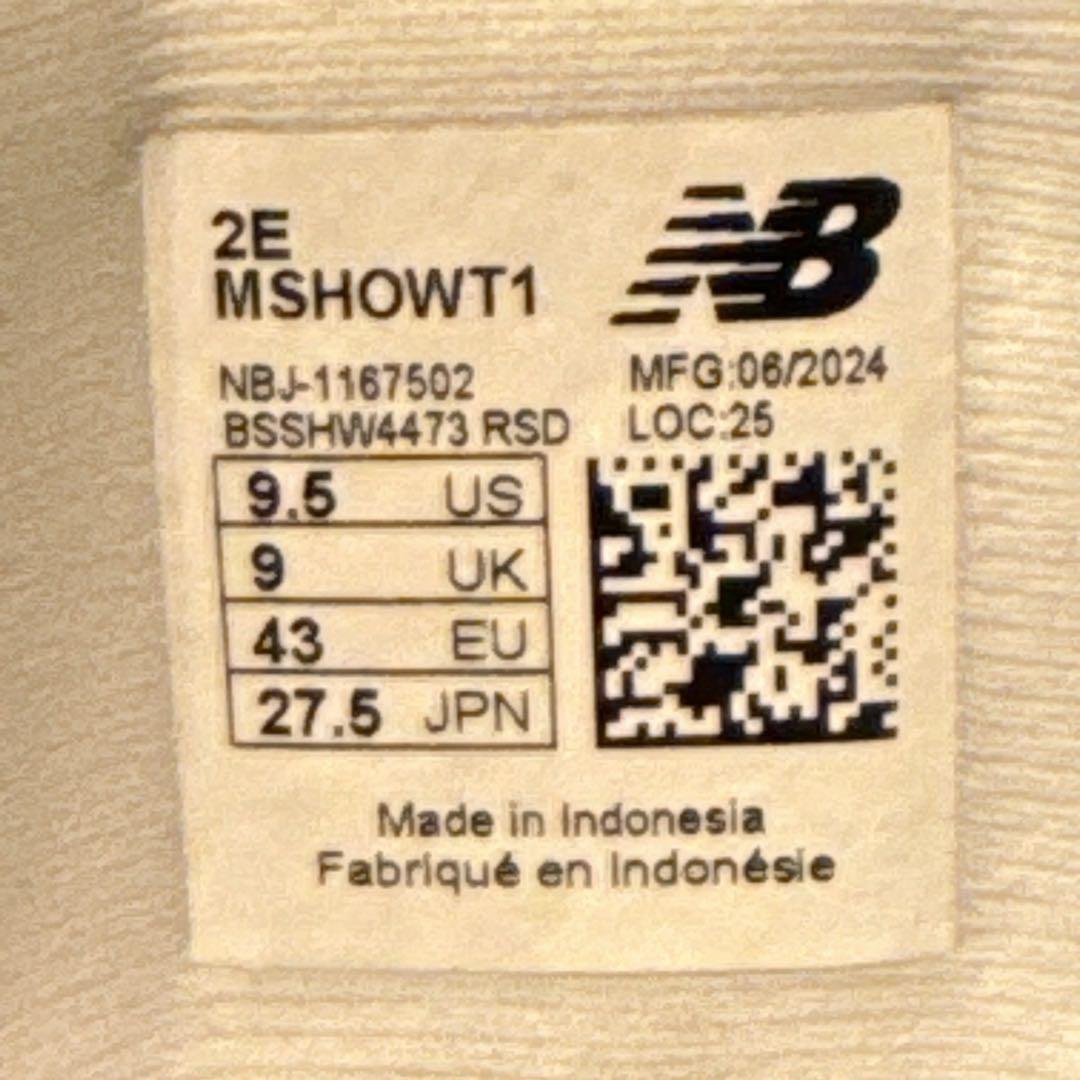 2E
MSHOWT1
NB
NBJ-1167502
BSSHW4473 RSD
MFG:06/2024
LOC:25
9.5 US
9 UK
43 EU
27.5 JPN
Made in Indonesia
Fabriqué en Indonésie